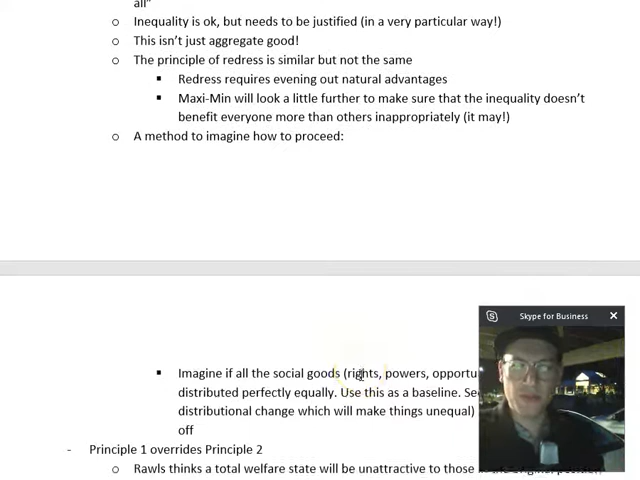 all”
o Inequality is ok, but needs to be justified (in a very particular way!)
o This isn’t just aggregate good!
o The principle of redress is similar but not the same
▪ Redress requires evening out natural advantages
▪ Maxi-Min will look a little further to make sure that the inequality doesn’t
benefit everyone more than others inappropriately (it may!)
o A method to imagine how to proceed:
Skype for Business
▪ Imagine if all the social goods (rights, powers,
distributed perfectly equally. Use this as a baseline.
distributional change which will make things unequal)
off
- Principle 1 overrides Principle 2
o Rawls thinks a total welfare state will be unattractive to those in the original position,